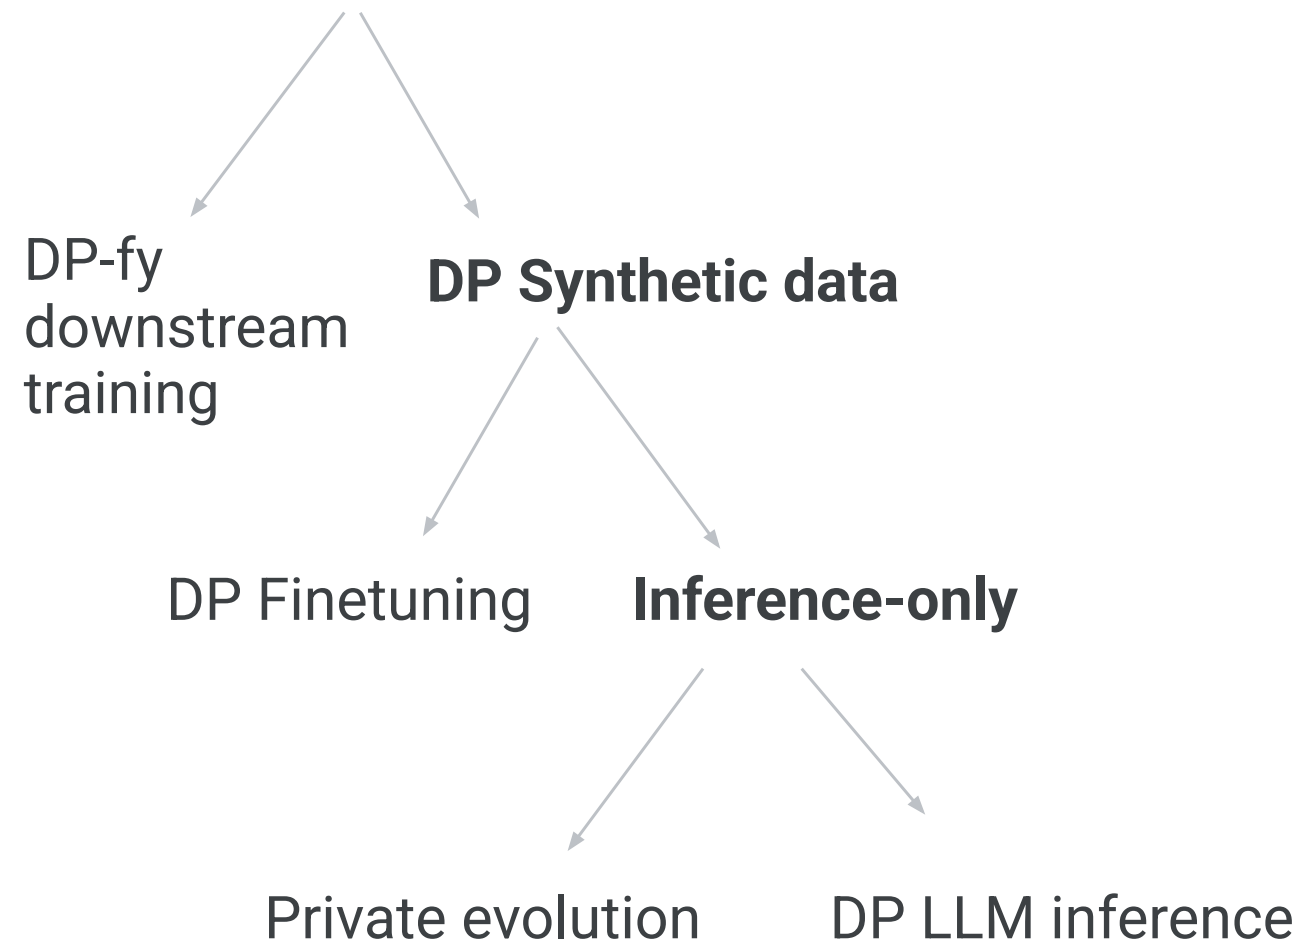 DP-fy
downstream
training
DP Synthetic data
DP Finetuning
Inference-only
Private evolution
DP LLM inference